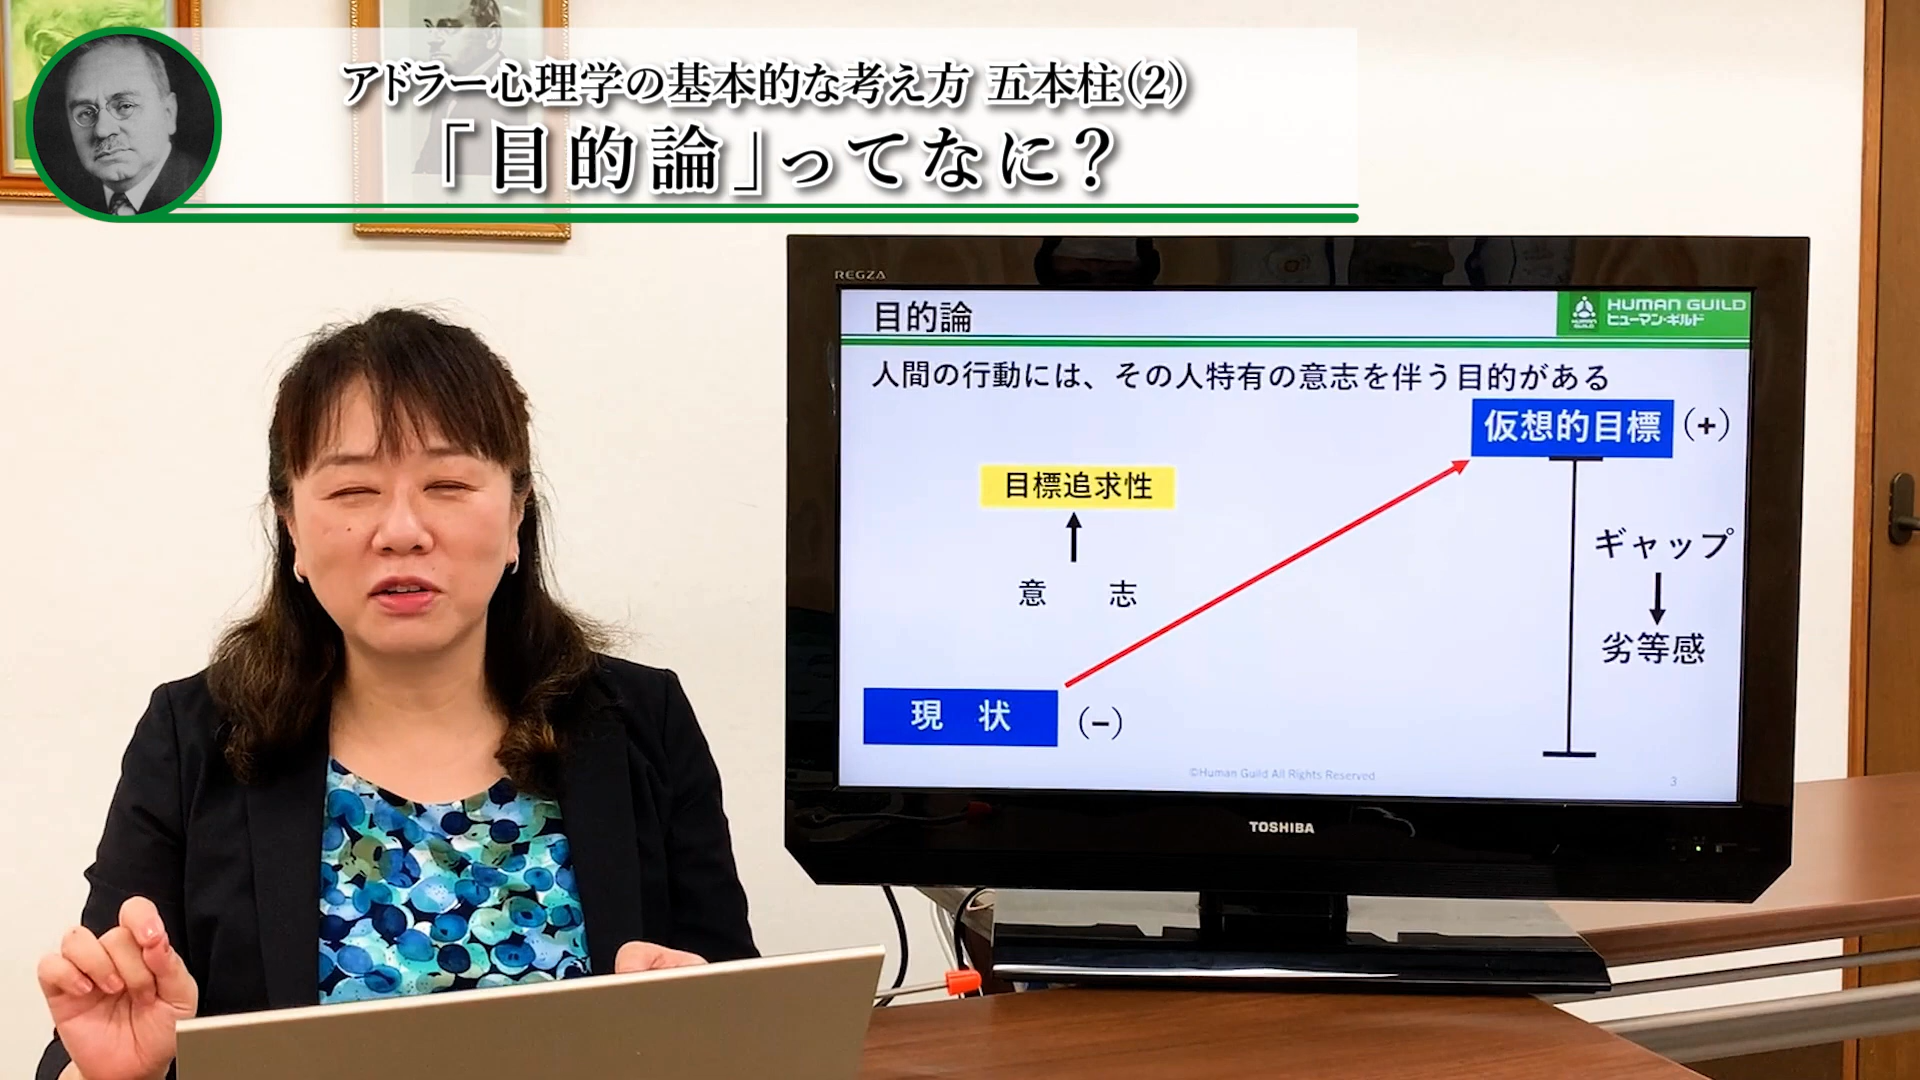 アドラー心理学の基本的な考え方 五本柱(2)
「目的論」ってなに?
REGZA
目的論
HUMAN GUILD
ヒューマン・ギルド
HUMAN
GUILD
人間の行動には、その人特有の意志を伴う目的がある
仮想的目標 (+)
目標追求性
ギャップ
意 志
劣等感
現 状 (−)
©Human Guild All Rights Reserved
3
TOSHIBA